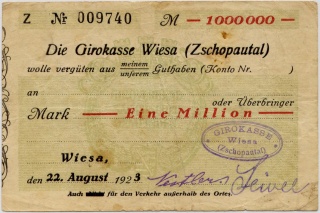 Z № 009740 M — 1000000
Die Girokasse Wiesa (Zschopautal)
wolle vergüten aus meinem
unserem Guthaben (Konto Nr. )
an
oder Überbringer
Mark — Eine Million —
GIROKASSE
Wiesa
(Zschopautal)
Wiesa,
den 22. August 1923
Auch für den Verkehr außerhalb des Ortes.